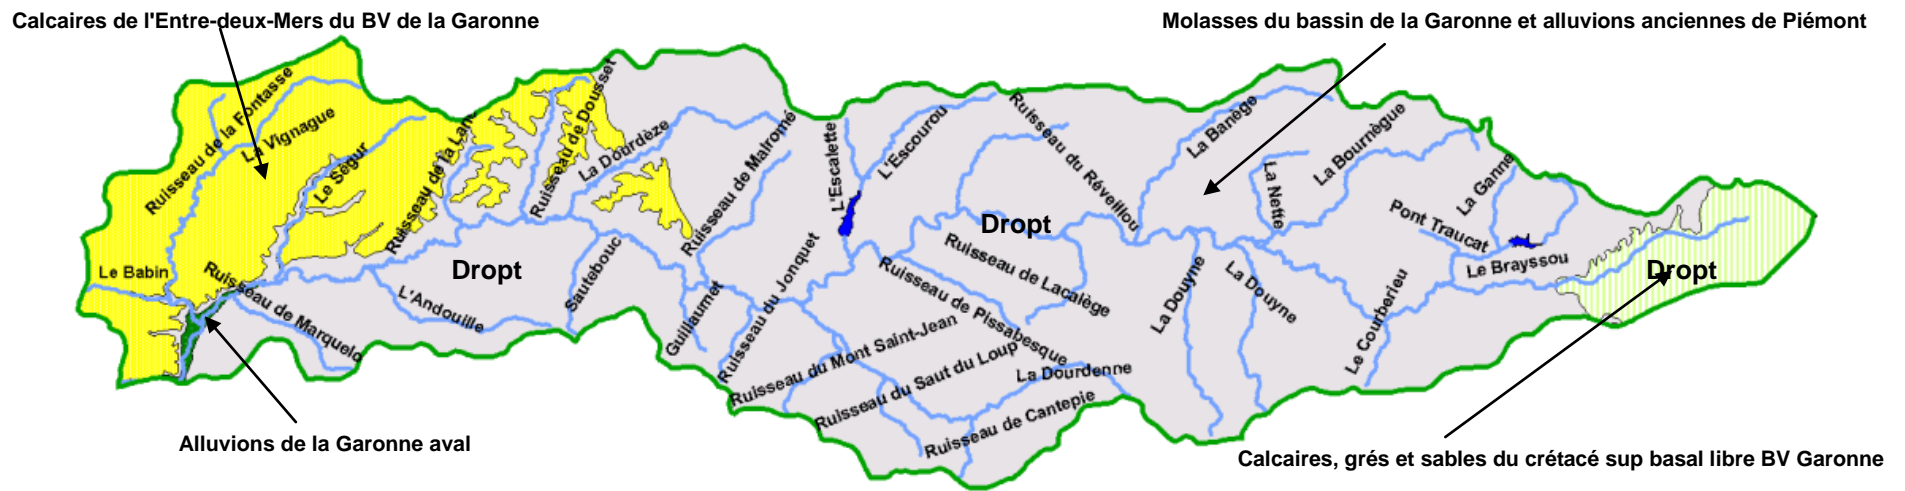 Calcaires de l'Entre-deux-Mers du BV de la Garonne
Molasses du bassin de la Garonne et alluvions anciennes de Piémont
Ruisseau de la Fontasse
La Vignague
Le Ségur
Ruisseau de la Lan
Ruisseau de Dousset
La Dourdèze
Ruisseau de Malromé
L'Escalette
L'Escourou
Ruisseau du Réveillou
La Banège
La Nette
La Bournègue
La Ganne
Pont Traucat
Le Brayssou
Dropt
Dropt
Dropt
Le Babin
Ruisseau de Marquelo
L'Andouille
Sautebouc
Guillaumet
Ruisseau du Jonquet
Ruisseau de Lacalège
Ruisseau de Pissabesque
La Douyne
La Douyne
Le Courberieu
Ruisseau du Mont Saint-Jean
Ruisseau du Saut du Loup
La Dourdenne
Ruisseau de Cantepie
Alluvions de la Garonne aval
Calcaires, grés et sables du crétacé sup basal libre BV Garonne